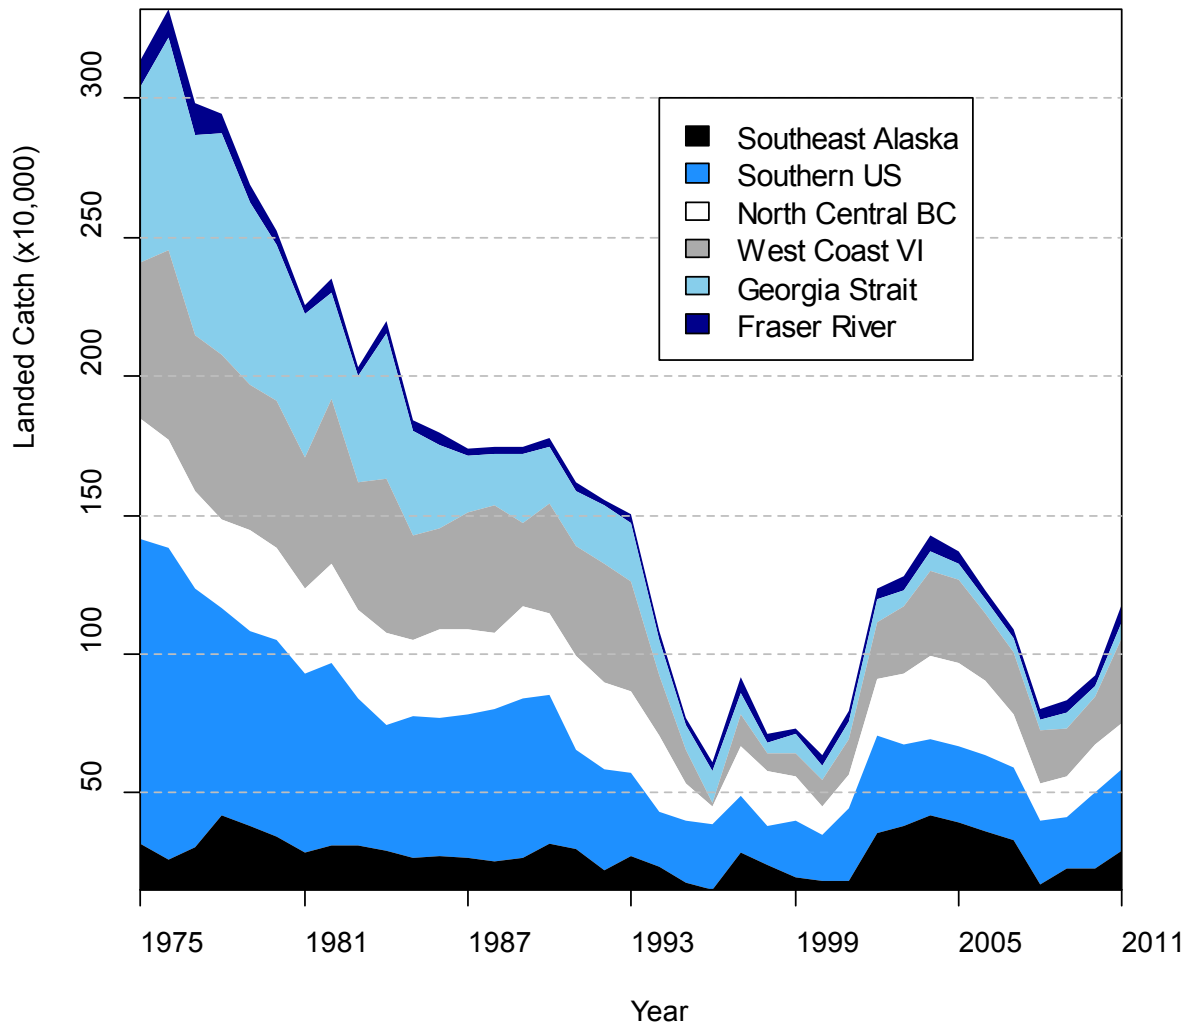 Landed Catch (x10,000)
300
250
200
150
100
50
Southeast Alaska
Southern US
North Central BC
West Coast VI
Georgia Strait
Fraser River
1975 1981 1987 1993 1999 2005 2011
Year